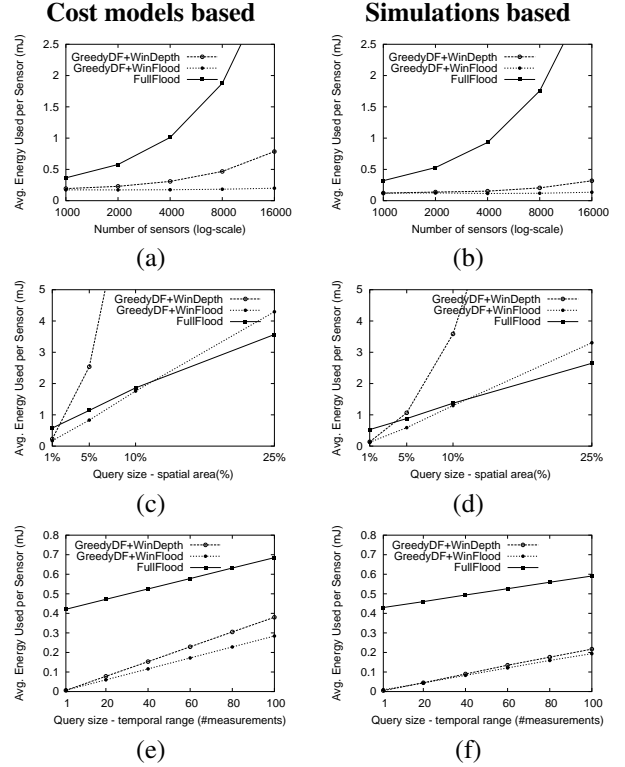 Cost models based
Simulations based
Avg. Energy Used per Sensor (mJ)
2.5
2
1.5
1
0.5
0
GreedyDF+WinDepth
GreedyDF+WinFlood
FullFlood
1000 2000 4000 8000 16000
Number of sensors (log-scale)
(a)
Avg. Energy Used per Sensor (mJ)
2.5
2
1.5
1
0.5
0
GreedyDF+WinDepth
GreedyDF+WinFlood
FullFlood
1000 2000 4000 8000 16000
Number of sensors (log-scale)
(b)
Avg. Energy Used per Sensor (mJ)
5
4
3
2
1
0
GreedyDF+WinDepth
GreedyDF+WinFlood
FullFlood
1% 5% 10% 25%
Query size - spatial area(%)
(c)
Avg. Energy Used per Sensor (mJ)
5
4
3
2
1
0
GreedyDF+WinDepth
GreedyDF+WinFlood
FullFlood
1% 5% 10% 25%
Query size - spatial area(%)
(d)
Avg. Energy Used per Sensor (mJ)
0.8
0.7
0.6
0.5
0.4
0.3
0.2
0.1
0
GreedyDF+WinDepth
GreedyDF+WinFlood
FullFlood
1 20 40 60 80 100
Query size - temporal range (#measurements)
(e)
Avg. Energy Used per Sensor (mJ)
0.8
0.7
0.6
0.5
0.4
0.3
0.2
0.1
0
GreedyDF+WinDepth
GreedyDF+WinFlood
FullFlood
1 20 40 60 80 100
Query size - temporal range (#measurements)
(f)